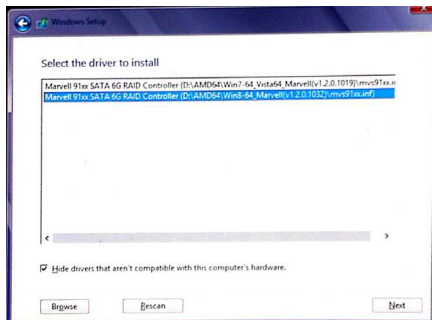 Windows Setup
Select the driver to install
Marvell 91xx SATA 6G RAID Controller (D:\AMD64\Win7-64_Vista64_Marvell(v1.2.0.1019)\mvs91xx.i
Marvell 91xx SATA 6G RAID Controller (D:\AMD64\Win8-64_Marvell(v1.2.0.1032)\mvs91xx.inf)
Hide drivers that aren't compatible with this computer's hardware.
Browse
Rescan
Next